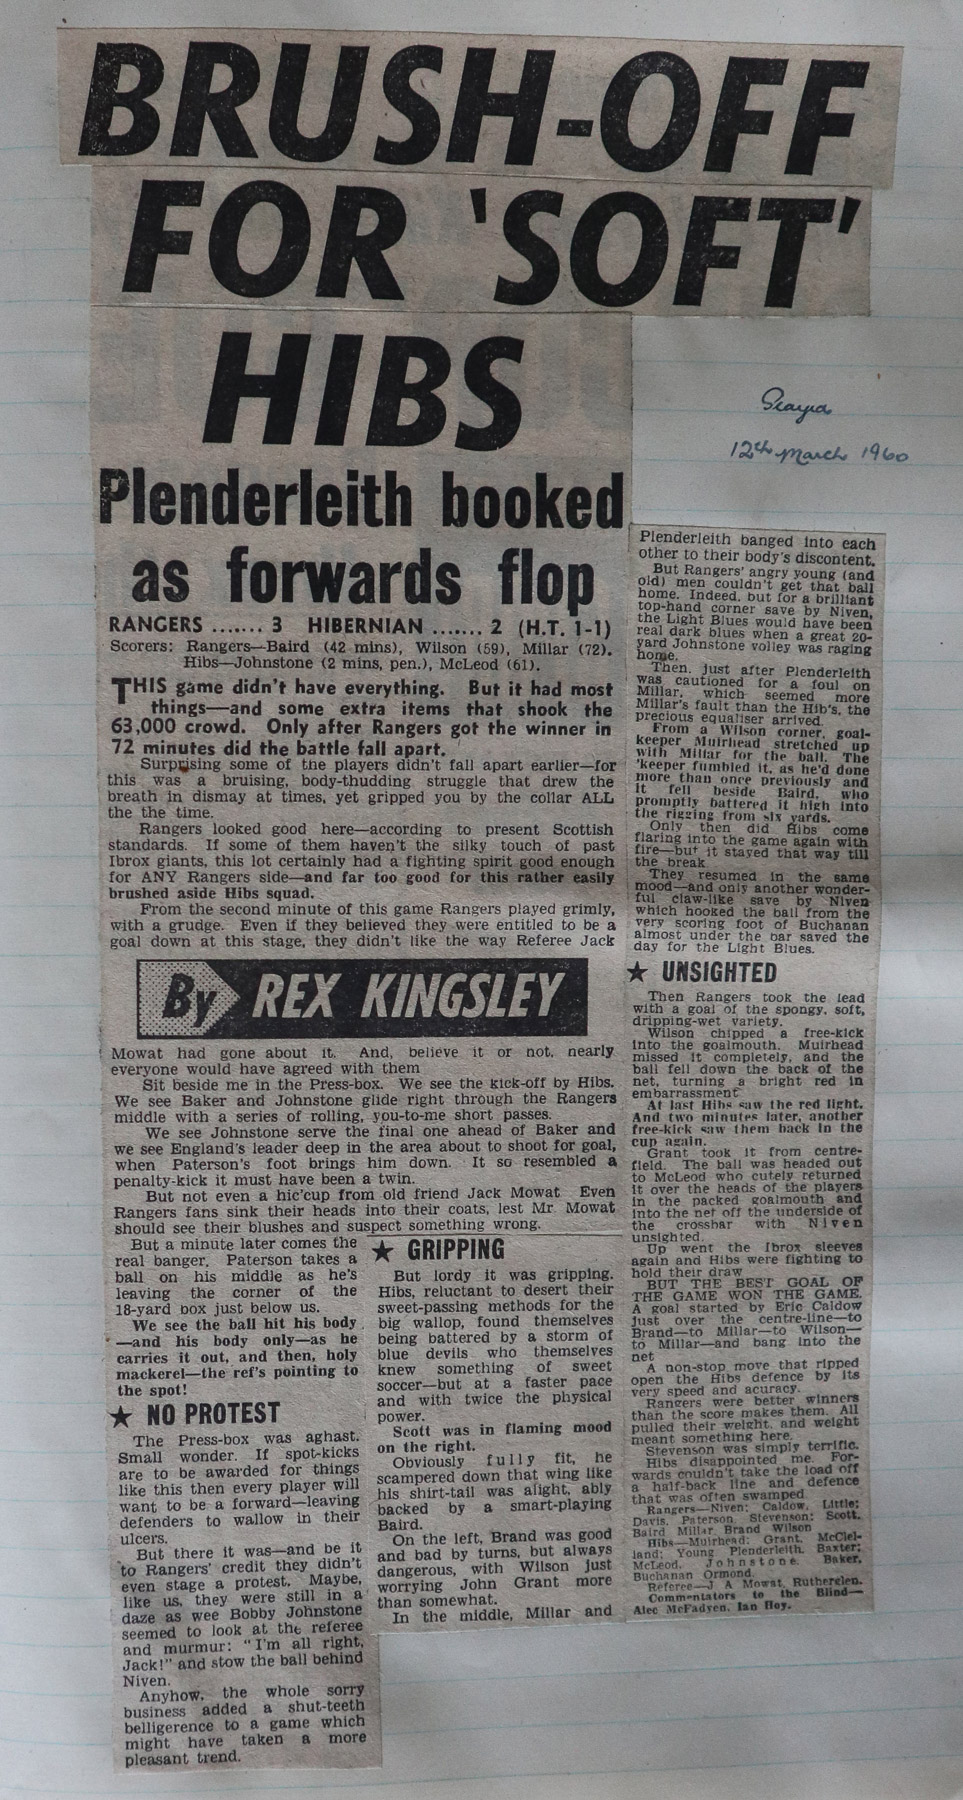 BRUSH-OFF
FOR 'SOFT'
HIBS
Played
12th March 1960
Plenderleith booked
as forwards flop
RANGERS ....... 3 HIBERNIAN ....... 2 (H.T. 1-1)
Scorers: Rangers—Baird (42 mins), Wilson (59), Millar (72).
Hibs—Johnstone (2 mins, pen.), McLeod (61).
THIS game didn't have everything. But it had most
things—and some extra items that shook the
63,000 crowd. Only after Rangers got the winner in
72 minutes did the battle fall apart.
Surprising some of the players didn't fall apart earlier—for
this was a bruising, body-thudding struggle that drew the
breath in dismay at times, yet gripped you by the collar ALL
the the time.
Rangers looked good here—according to present Scottish
standards. If some of them haven't the silky touch of past
Ibrox giants, this lot certainly had a fighting spirit good enough
for ANY Rangers side—and far too good for this rather easily
brushed aside Hibs squad.
From the second minute of this game Rangers played grimly,
with a grudge. Even if they believed they were entitled to be a
goal down at this stage, they didn't like the way Referee Jack
By REX KINGSLEY
Mowat had gone about it. And, believe it or not, nearly
everyone would have agreed with them
Sit beside me in the Press-box. We see the kick-off by Hibs.
We see Baker and Johnstone glide right through the Rangers
middle with a series of rolling, you-to-me short passes.
We see Johnstone serve the final one ahead of Baker and
we see England's leader deep in the area about to shoot for goal,
when Paterson's foot brings him down. It so resembled a
penalty-kick it must have been a twin.
But not even a hic'cup from old friend Jack Mowat Even
Rangers fans sink their heads into their coats, lest Mr Mowat
should see their blushes and suspect something wrong.
But a minute later comes the
real banger. Paterson takes a
ball on his middle as he's
leaving the corner of the
18-yard box just below us.
We see the ball hit his body
—and his body only—as he
carries it out, and then, holy
mackerel—the ref's pointing to
the spot!
★ NO PROTEST
The Press-box was aghast.
Small wonder. If spot-kicks
are to be awarded for things
like this then every player will
want to be a forward—leaving
defenders to wallow in their
ulcers.
But there it was—and be it
to Rangers' credit they didn't
even stage a protest. Maybe,
like us, they were still in a
daze as wee Bobby Johnstone
seemed to look at the referee
and murmur: "I'm all right,
Jack!" and stow the ball behind
Niven.
Anyhow, the whole sorry
business added a shut-teeth
belligerence to a game which
might have taken a more
pleasant trend.
★ GRIPPING
But lordy it was gripping.
Hibs, reluctant to desert their
sweet-passing methods for the
big wallop, found themselves
being battered by a storm of
blue devils who themselves
knew something of sweet
soccer—but at a faster pace
and with twice the physical
power.
Scott was in flaming mood
on the right.
Obviously fully fit, he
scampered down that wing like
his shirt-tail was alight, ably
backed by a smart-playing
Baird.
On the left, Brand was good
and bad by turns, but always
dangerous, with Wilson just
worrying John Grant more
than somewhat.
In the middle, Millar and
Plenderleith banged into each
other to their body's discontent.
But Rangers' angry young (and
old) men couldn't get that ball
home. Indeed, but for a brilliant
top-hand corner save by Niven,
the Light Blues would have been
real dark blues when a great 20-
yard Johnstone volley was raging
home.
Then, just after Plenderleith
was cautioned for a foul on
Millar, which seemed more
Millar's fault than the Hib's, the
precious equaliser arrived.
From a Wilson corner, goal-
keeper Muirhead stretched up
with Millar for the ball. The
'keeper fumbled it, as he'd done
more than once previously and
it fell beside Baird, who
promptly battered it high into
the rigging from six yards.
Only then did Hibs come
flaring into the game again with
fire—but it stayed that way till
the break
They resumed in the same
mood—and only another wonder-
ful claw-like save by Niven
which hooked the ball from the
very scoring foot of Buchanan
almost under the bar saved the
day for the Light Blues.
★ UNSIGHTED
Then Rangers took the lead
with a goal of the spongy, soft,
dripping-wet variety.
Wilson chipped a free-kick
into the goalmouth. Muirhead
missed it completely, and the
ball fell down the back of the
net, turning a bright red in
embarrassment
At last Hibs saw the red light.
And two minutes later, another
free-kick saw them back in the
cup again.
Grant took it from centre-
field. The ball was headed out
to McLeod who cutely returned
it over the heads of the players
in the packed goalmouth and
into the net off the underside of
the crossbar with Niven
unsighted.
Up went the Ibrox sleeves
again and Hibs were fighting to
hold their draw
BUT THE BEST GOAL OF
THE GAME WON THE GAME.
A goal started by Eric Caldow
just over the centre-line—to
Brand—to Millar—to Wilson—
to Millar—and bang into the
net
A non-stop move that ripped
open the Hibs defence by its
very speed and acuracy.
Rangers were better winners
than the score makes them. All
pulled their weight, and weight
meant something here.
Stevenson was simply terrific.
Hibs disappointed me. For-
wards couldn't take the load off
a half-back line and defence
that was often swamped
Rangers—Niven; Caldow, Little;
Davis, Paterson, Stevenson; Scott,
Baird Millar Brand Wilson
Hibs—Muirhead; Grant, McClel-
land; Young Plenderleith, Baxter;
McLeod, Johnstone, Baker,
Buchanan Ormond.
Referee—J A Mowat, Rutherglen.
Commentators to the Blind—
Alec McFadyen, Ian Hoy.